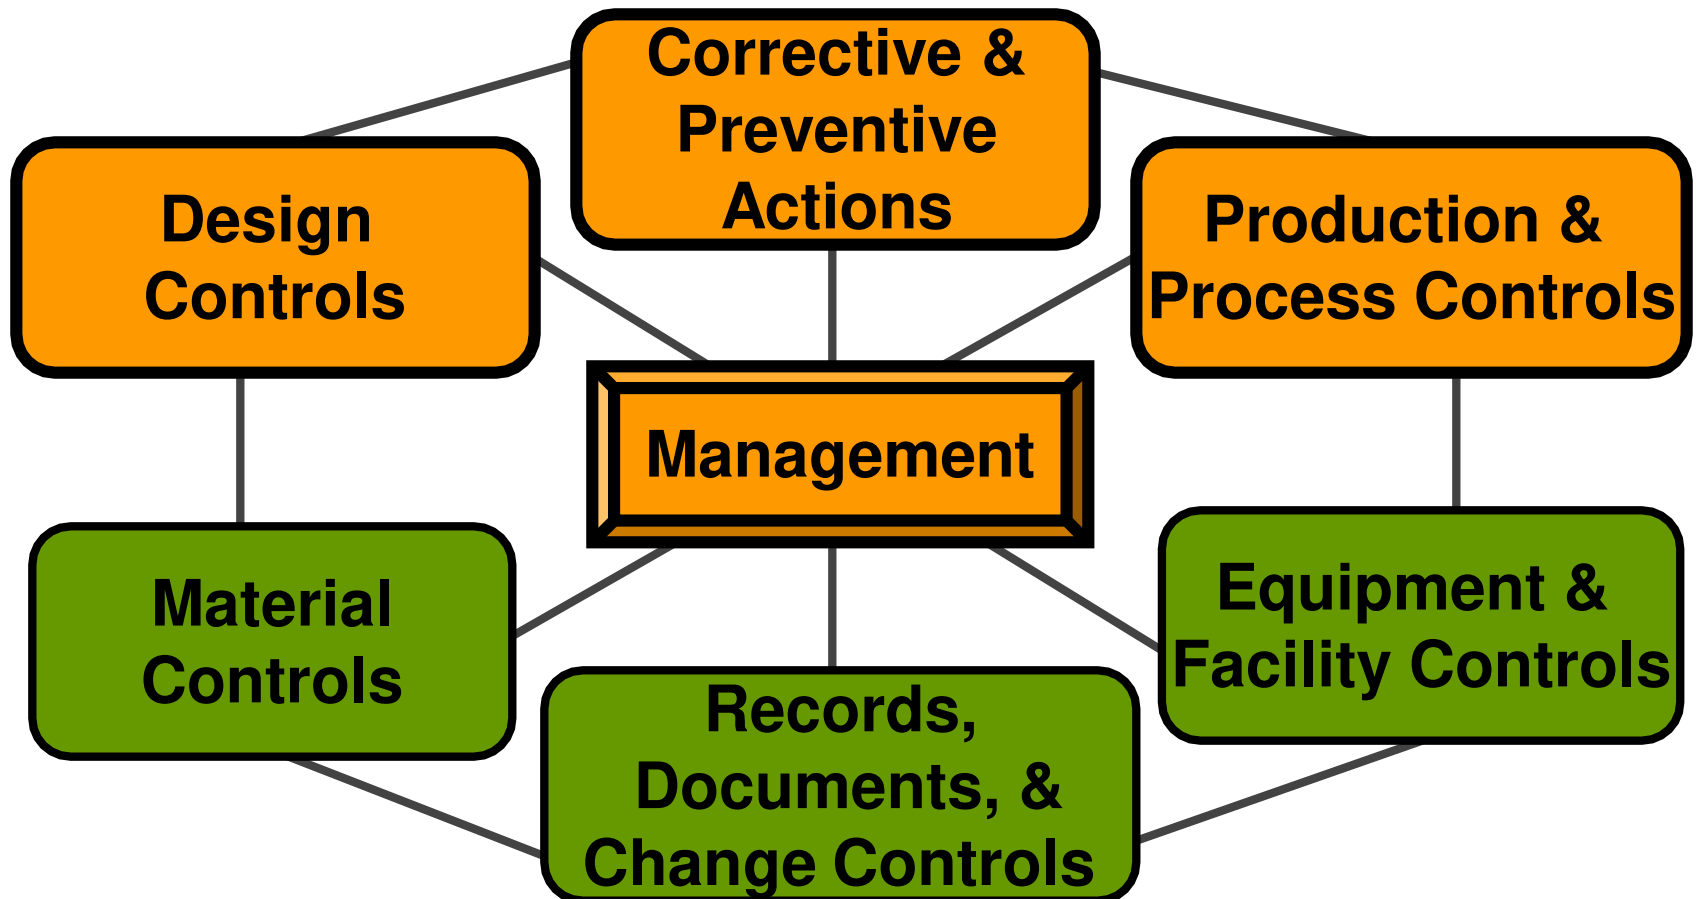 Corrective &
Preventive
Actions
Design
Controls
Production &
Process Controls
Management
Material
Controls
Equipment &
Facility Controls
Records,
Documents, &
Change Controls